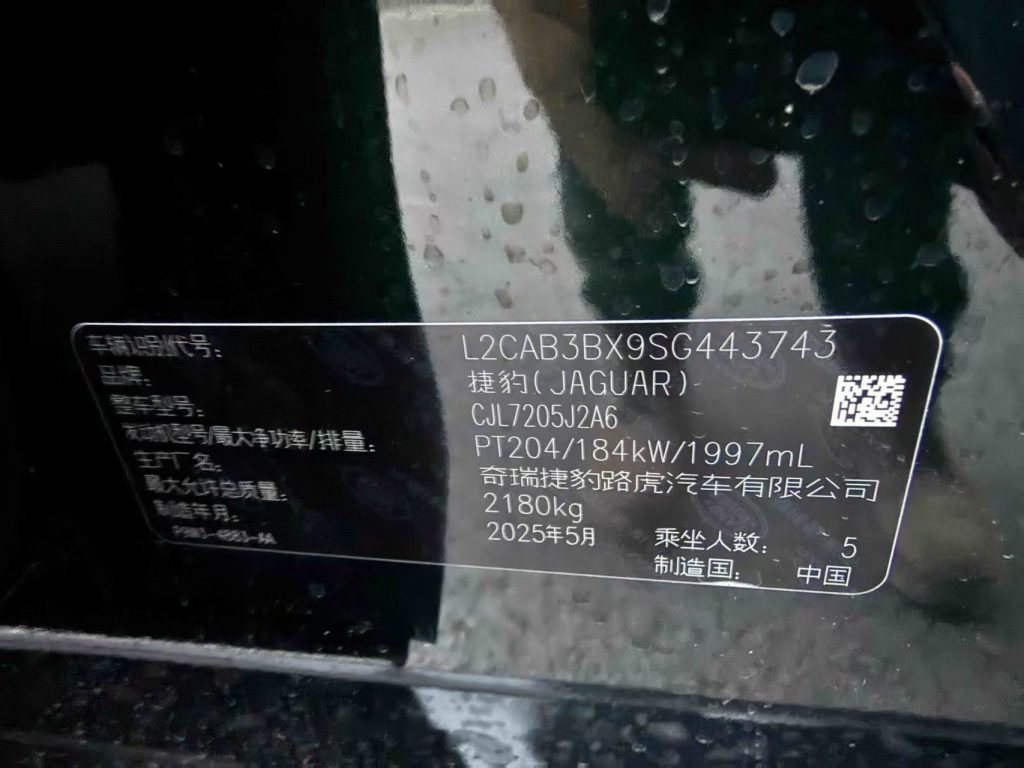 车辆识别代号: L2CAB3BX9SG443743
品牌: 捷豹(JAGUAR)
整车型号: CJL7205J2A6
发动机型号/最大净功率/排量: PT204/184kW/1997mL
生产厂名: 奇瑞捷豹路虎汽车有限公司
最大允许总质量: 2180kg
制造年月: 2025年5月 乘坐人数: 5
制造国: 中国